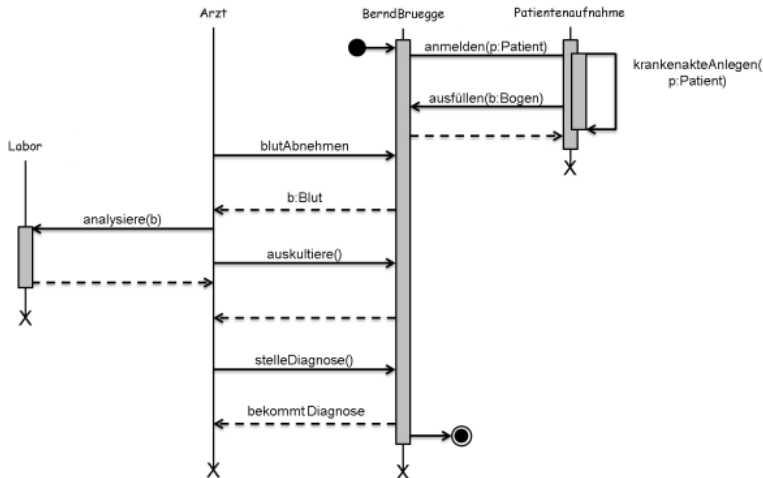 Arzt
BerndBruegge
Patientenaufnahme
anmelden(p:Patient)
krankenakteAnlegen(
p:Patient)
ausfüllen(b:Bogen)
Labor
blutAbnehmen
b:Blut
analysiere(b)
auskultiere()
stelleDiagnose()
bekommt Diagnose